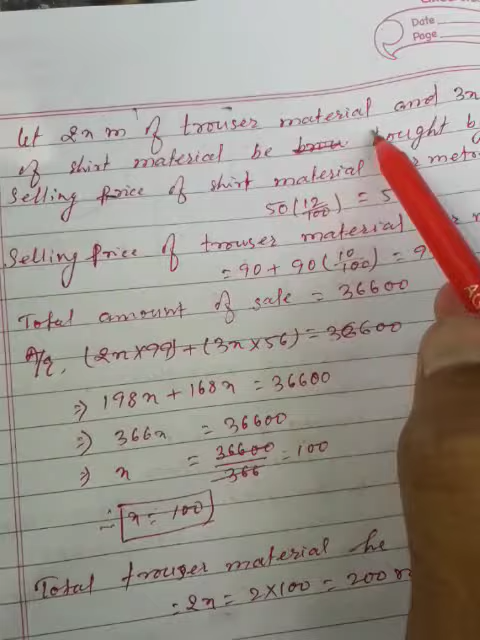 Date
Page
Let 2x m of trouser material and 3x
of shirt material be bought b
Selling Price of shirt material metr
50(12/100) = 5
Selling Price of trouser material
= 90 + 90(10/100) = 9
Total amount of sale = 36600
A/q, (2x×99) + (3x×56) = 36600
⇒ 198x + 168x = 36600
⇒ 366x = 36600
⇒ x = 36600/366 = 100
∴ x = 100
Total trouser material he
= 2x = 2×100 = 200 m